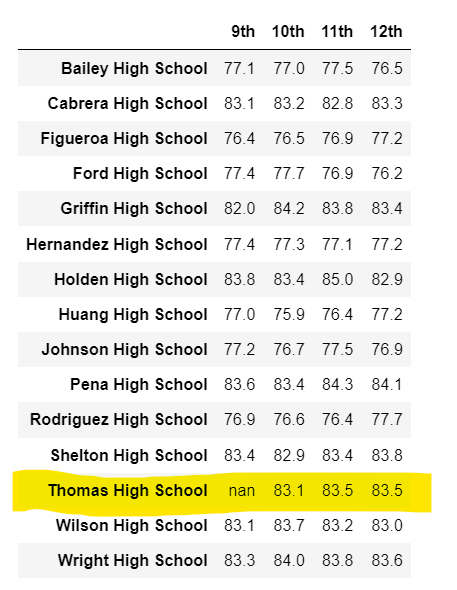 9th 10th 11th 12th
Bailey High School 77.1 77.0 77.5 76.5
Cabrera High School 83.1 83.2 82.8 83.3
Figueroa High School 76.4 76.5 76.9 77.2
Ford High School 77.4 77.7 76.9 76.2
Griffin High School 82.0 84.2 83.8 83.4
Hernandez High School 77.4 77.3 77.1 77.2
Holden High School 83.8 83.4 85.0 82.9
Huang High School 77.0 75.9 76.4 77.2
Johnson High School 77.2 76.7 77.5 76.9
Pena High School 83.6 83.4 84.3 84.1
Rodriguez High School 76.9 76.6 76.4 77.7
Shelton High School 83.4 82.9 83.4 83.8
Thomas High School nan 83.1 83.5 83.5
Wilson High School 83.1 83.7 83.2 83.0
Wright High School 83.3 84.0 83.8 83.6